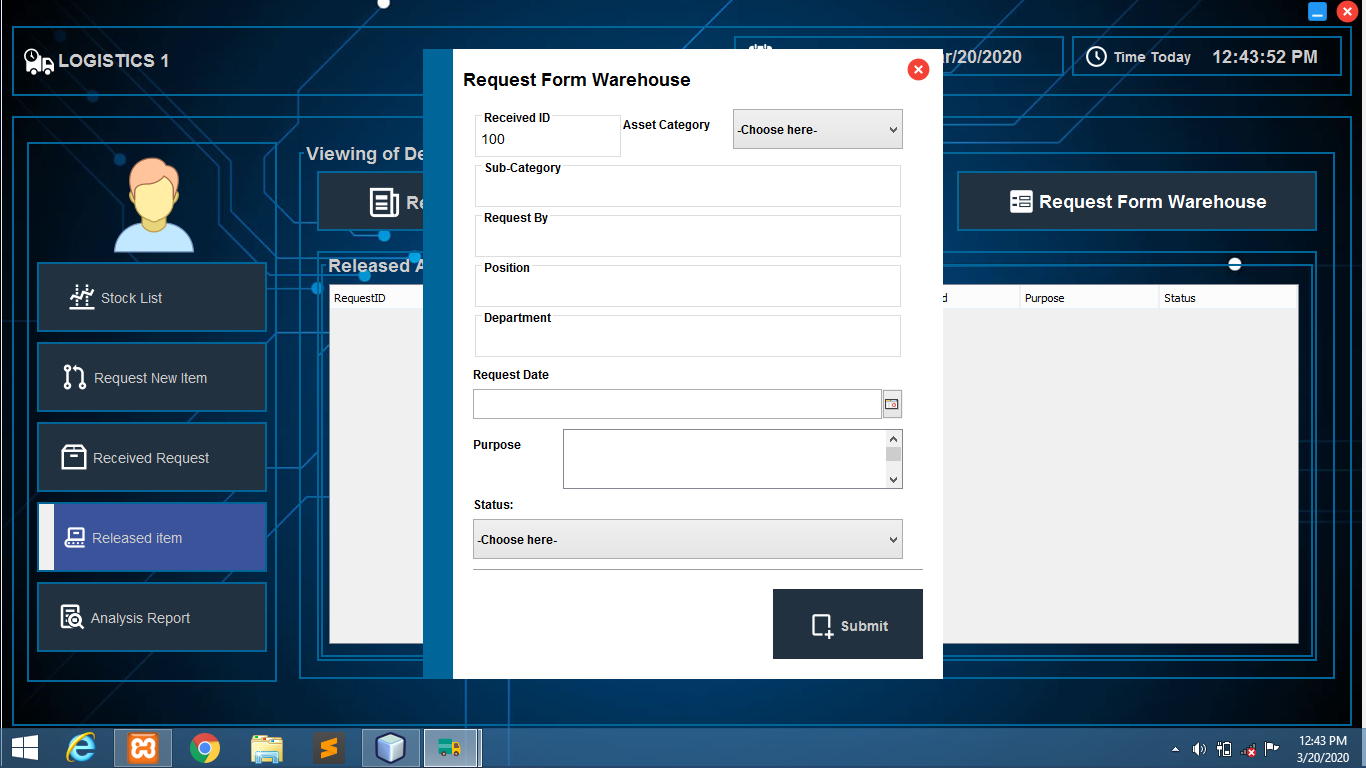 LOGISTICS 1
ar/20/2020
Time Today 12:43:52 PM
Request Form Warehouse
Received ID
100
Asset Category
-Choose here-
Sub-Category
Request By
Position
Department
Request Date
Purpose
Status:
-Choose here-
Submit
Viewing of De
Re
Request Form Warehouse
Released A
RequestID
d
Purpose
Status
Stock List
Request New Item
Received Request
Released item
Analysis Report
12:43 PM
3/20/2020